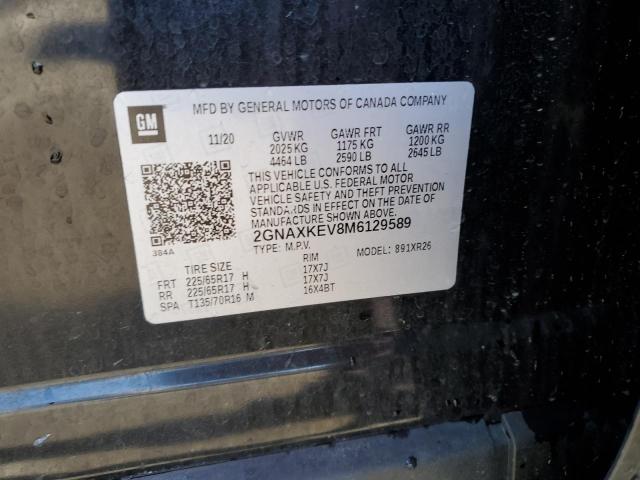 GM
MFD BY GENERAL MOTORS OF CANADA COMPANY
11/20 GVWR GAWR FRT GAWR RR
2025 KG 1175 KG 1200 KG
4464 LB 2590 LB 2645 LB
THIS VEHICLE CONFORMS TO ALL
APPLICABLE U.S. FEDERAL MOTOR
VEHICLE SAFETY AND THEFT PREVENTION
STANDARDS IN EFFECT ON THE DATE OF
MANUFACTURE SHOWN ABOVE.
2GNAXKEV8M6129589
TYPE: M.P.V. MODEL: 891XR26
384A
TIRE SIZE RIM
FRT 225/65R17 H 17X7J
RR 225/65R17 H 17X7J
SPA T135/70R16 M 16X4BT